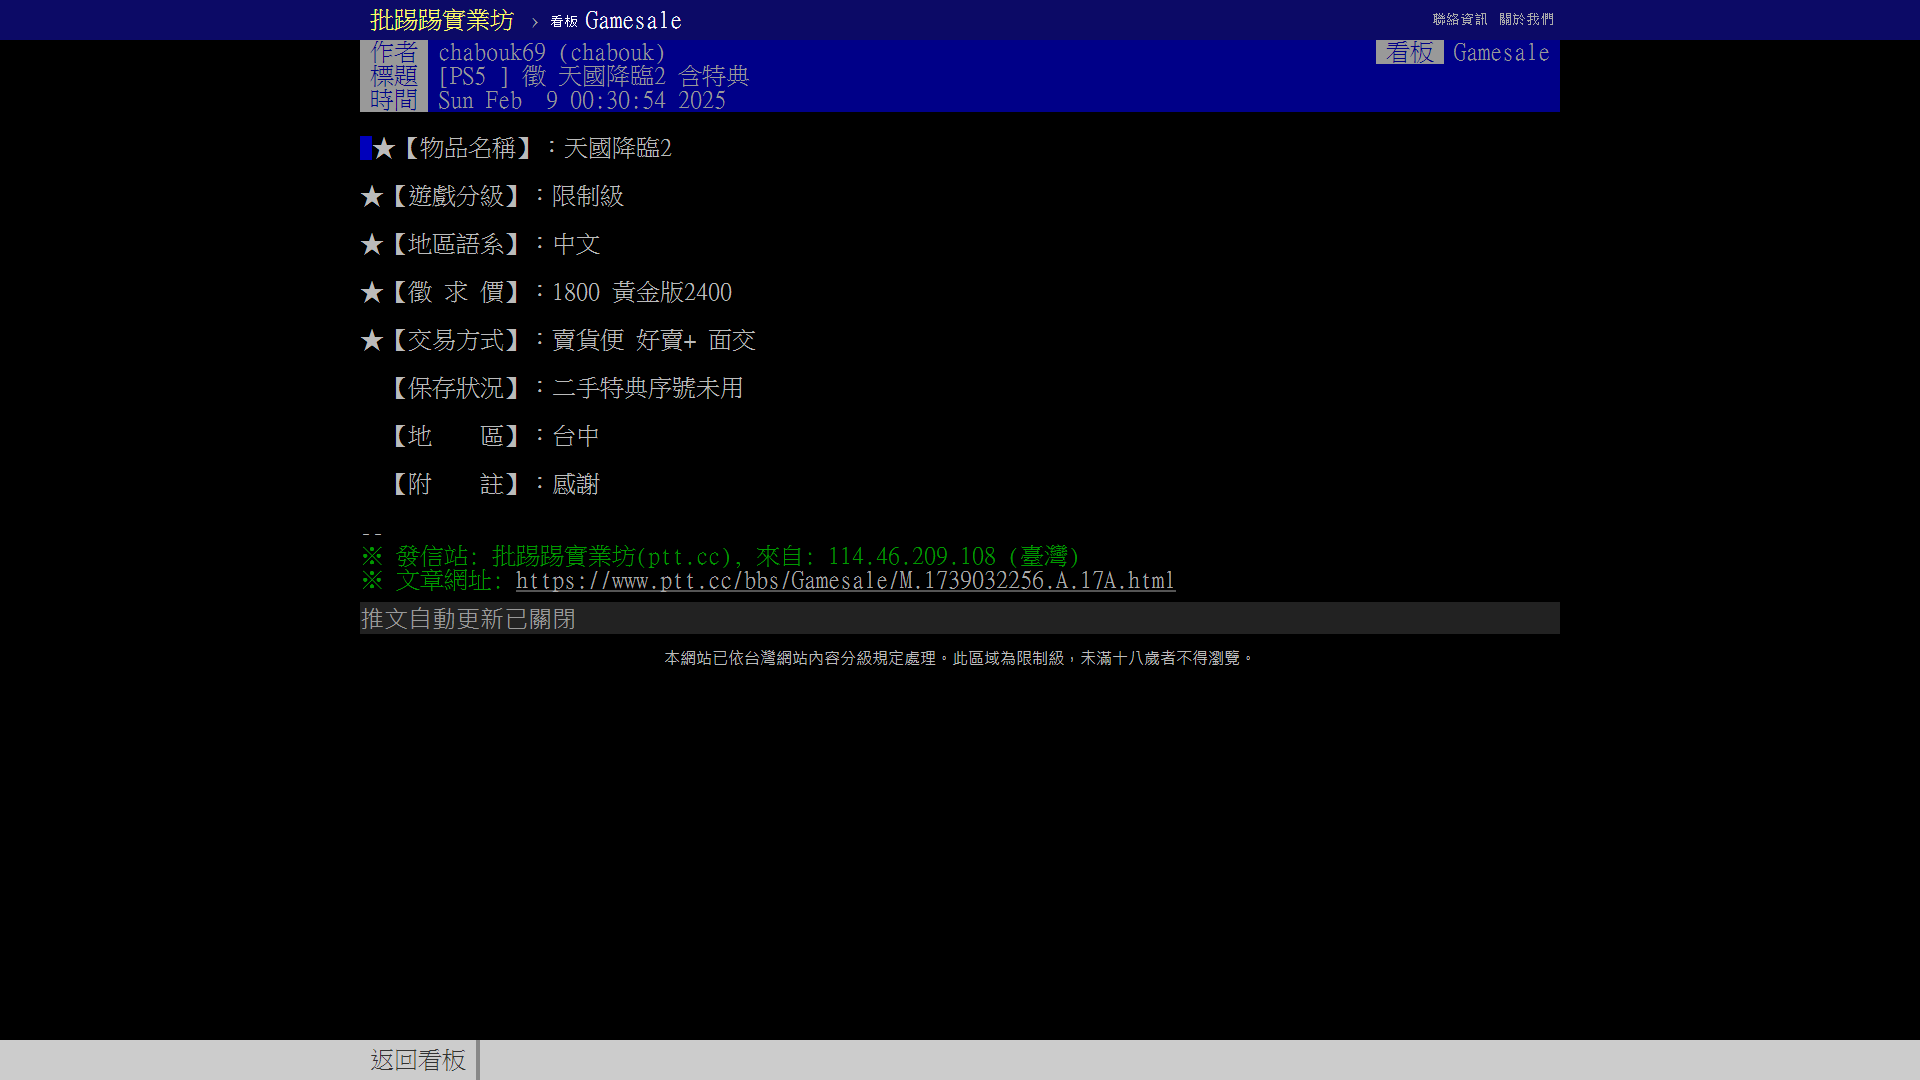 批踢踢實業坊 › 看板 Gamesale 聯絡資訊 關於我們
作者 chabouk69 (chabouk) 看板 Gamesale
標題 [PS5 ] 徵 天國降臨2 含特典
時間 Sun Feb  9 00:30:54 2025
★【物品名稱】：天國降臨2
★【遊戲分級】：限制級
★【地區語系】：中文
★【徵 求 價】：1800 黃金版2400
★【交易方式】：賣貨便 好賣+ 面交
【保存狀況】：二手特典序號未用
【地　　區】：台中
【附　　註】：感謝
--
※ 發信站: 批踢踢實業坊(ptt.cc), 來自: 114.46.209.108 (臺灣)
※ 文章網址: https://www.ptt.cc/bbs/Gamesale/M.1739032256.A.17A.html
推文自動更新已關閉
本網站已依台灣網站內容分級規定處理。此區域為限制級，未滿十八歲者不得瀏覽。
返回看板